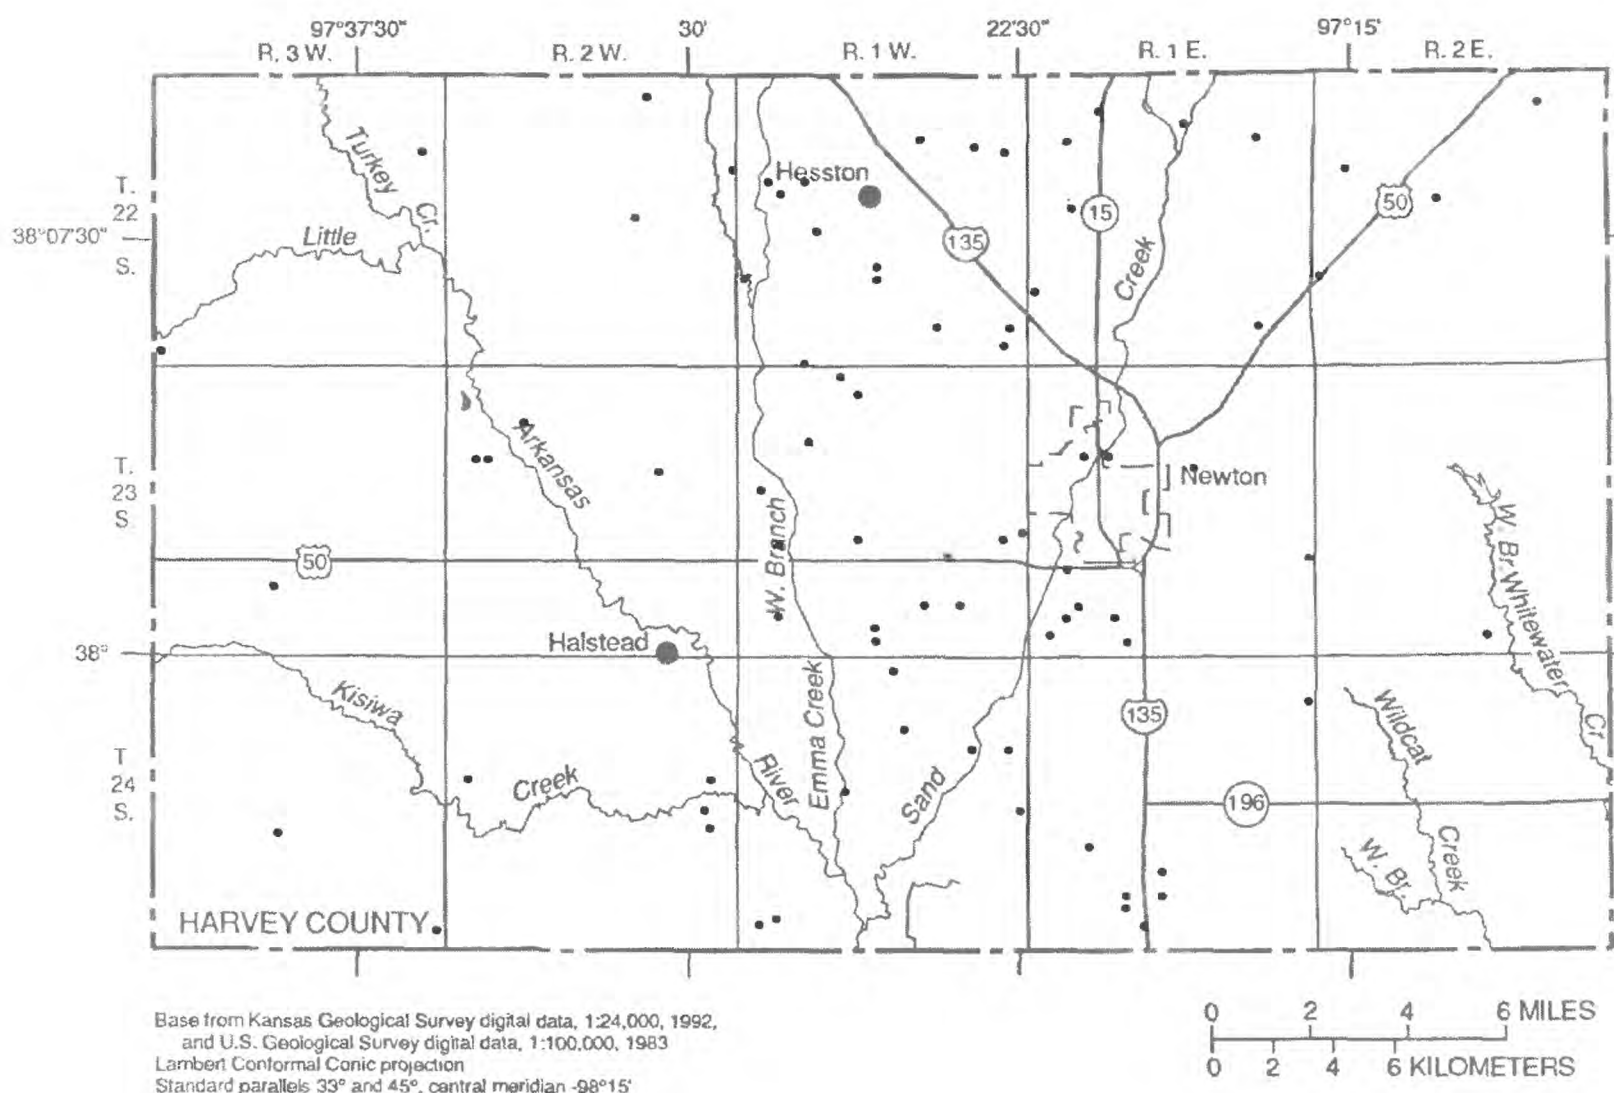 97°37'30"
30'
22'30"
97°15'
R. 3 W.
R. 2 W.
R. 1 W.
R. 1 E.
R. 2 E.
Turkey
Cr.
Hesston
T.
22
S.
38°07'30"
Little
15
50
135
Creek
T.
23
S
Arkansas
Newton
W. Branch
W. Br. Whitewater
Cr
50
Halstead
38°
Kisiwa
Emma Creek
135
Wildcat
T
24
S.
Creek
River
Sand
196
W. Br.
Creek
HARVEY COUNTY
Base from Kansas Geological Survey digital data, 1:24,000, 1992,
and U.S. Geological Survey digital data, 1:100,000, 1983
Lambert Conformal Conic projection
Standard parallels 33° and 45°, central meridian -98°15'
0 2 4 6 MILES
0 2 4 6 KILOMETERS